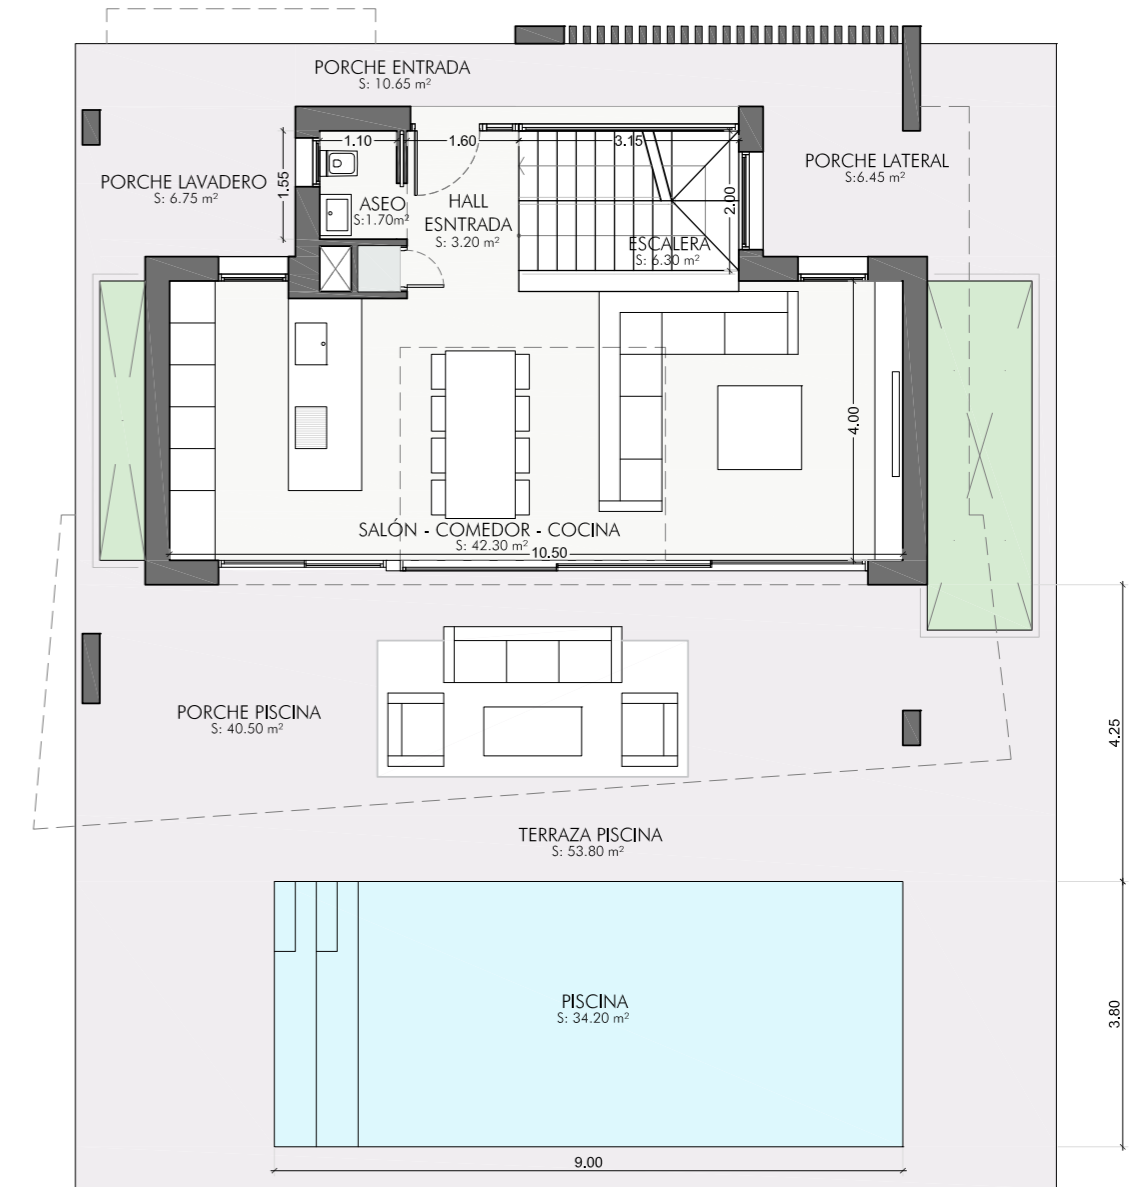 PORCHE ENTRADA
S: 10.65 m²
1.10
1.60
3.15
PORCHE LAVADERO
S: 6.75 m²
1.55
ASEO
S:1.70m²
HALL
ESNTRADA
S: 3.20 m²
2.00
ESCALERA
S: 6.30 m²
PORCHE LATERAL
S:6.45 m²
4.00
SALÓN - COMEDOR - COCINA
S: 42.30 m²
10.50
PORCHE PISCINA
S: 40.50 m²
4.25
TERRAZA PISCINA
S: 53.80 m²
PISCINA
S: 34.20 m²
3.80
9.00